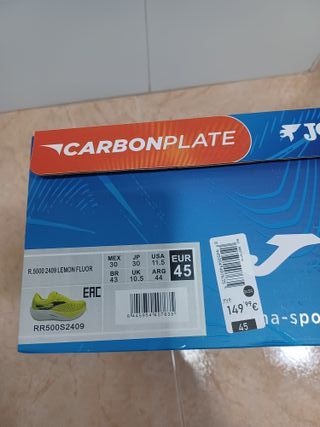 CARBONPLATE
R.5000 2409 LEMON FLUOR
MEX 30
JP 30
USA 11.5
EUR 45
BR 43
UK 10.5
ARG 44
EAC
RR500S2409
PVP
149,99€
45
na-spo